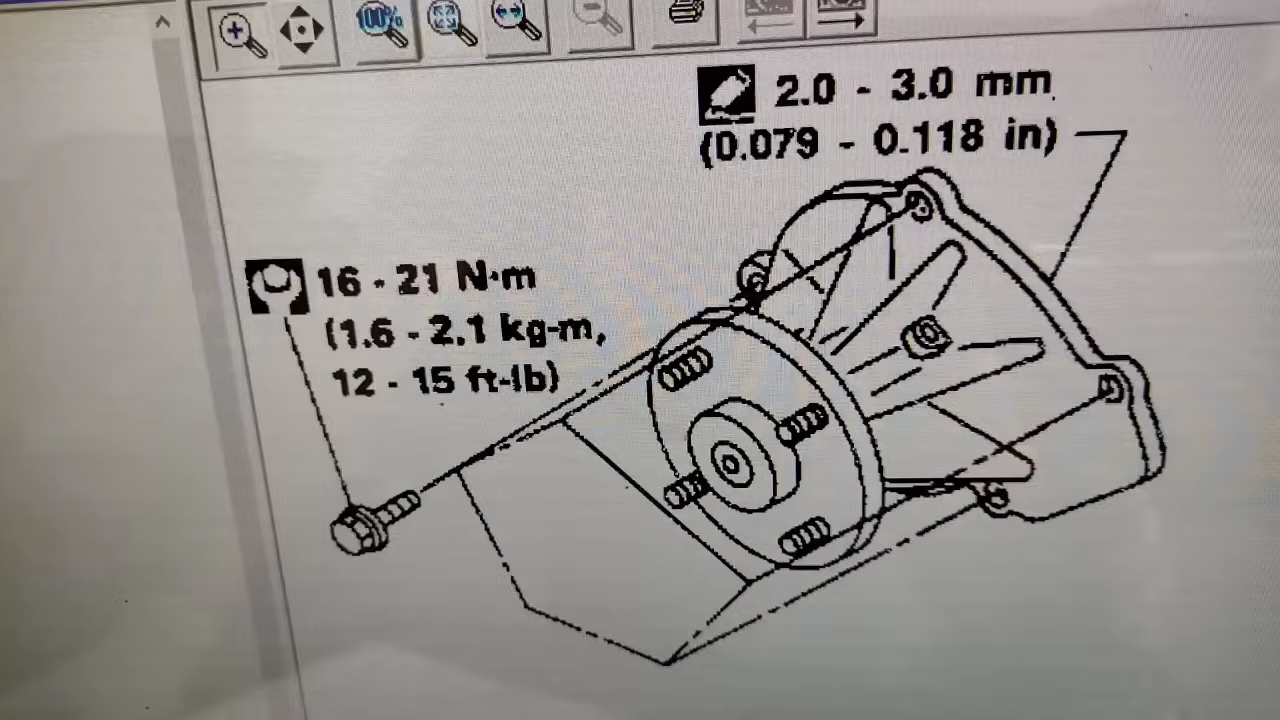 100%
2.0 - 3.0 mm
(0.079 - 0.118 in)
16 - 21 N·m
(1.6 - 2.1 kg-m,
12 - 15 ft-lb)